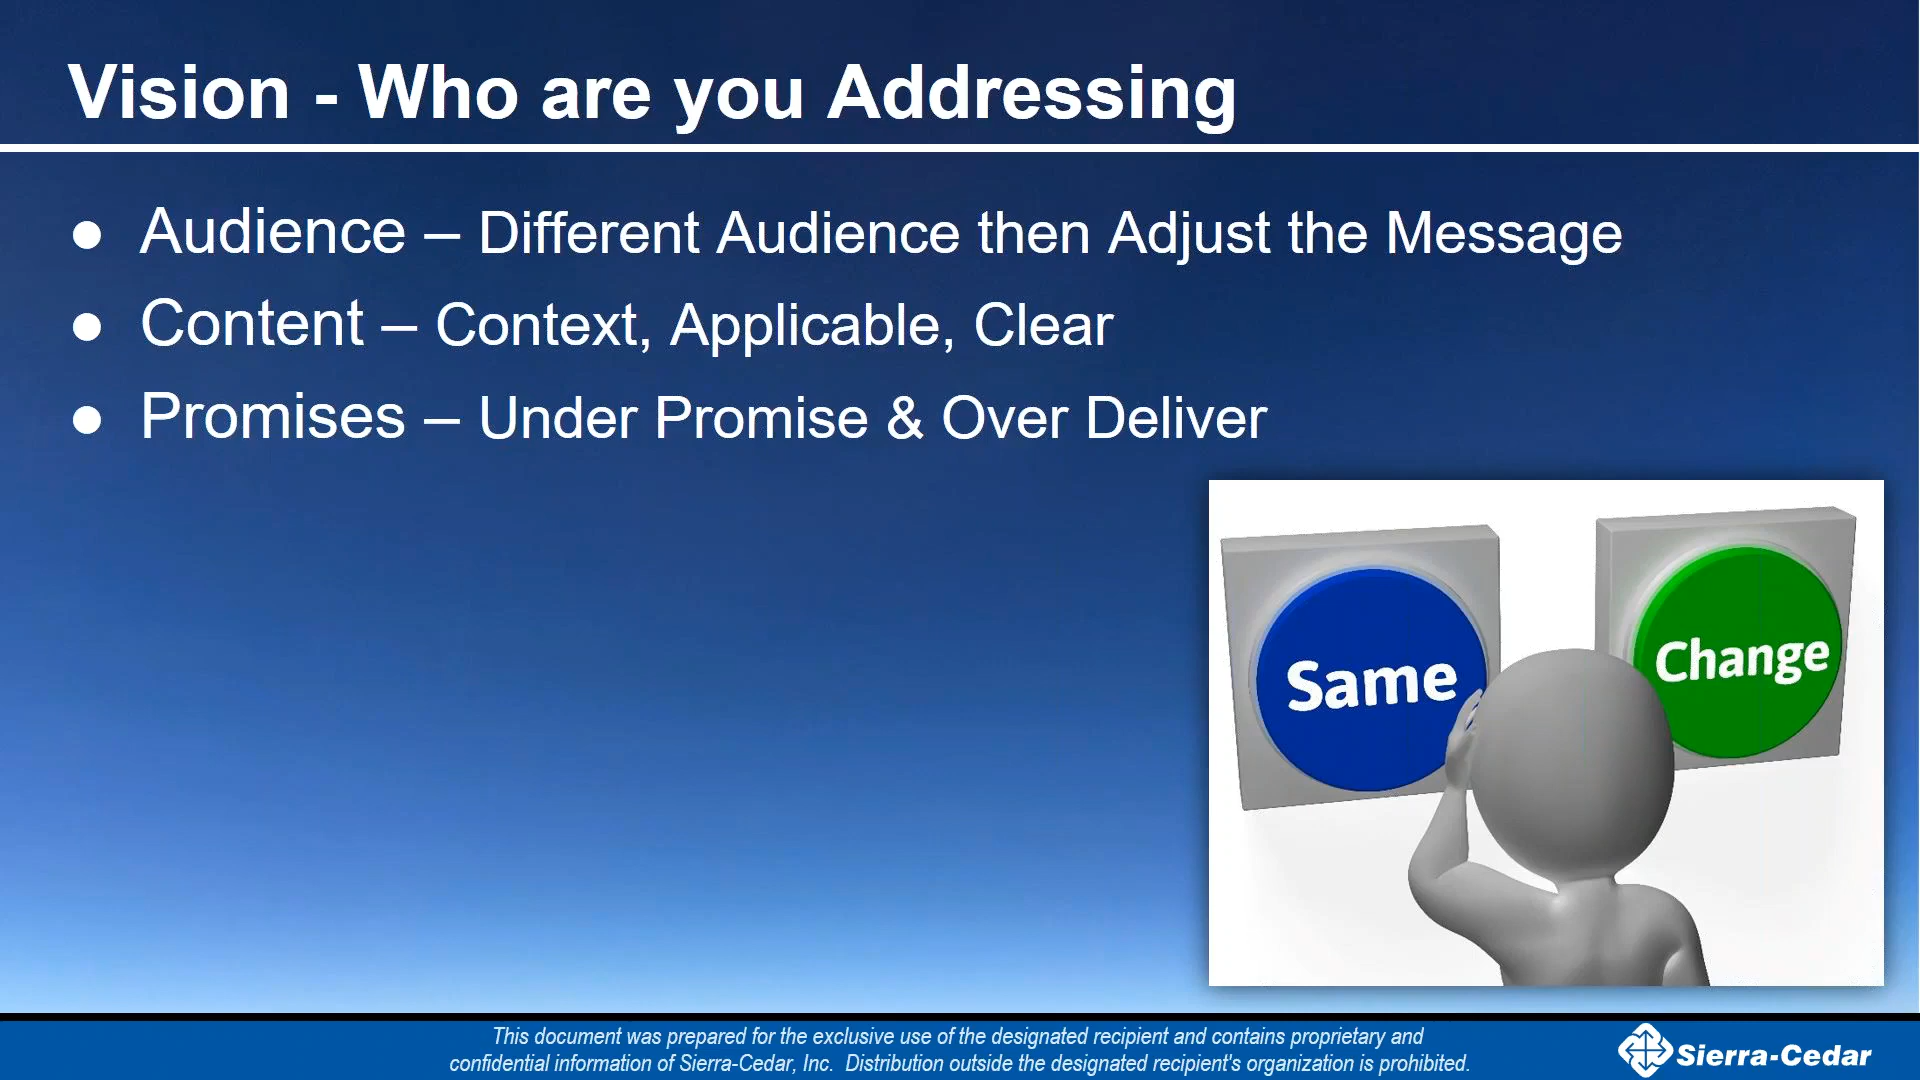 Vision - Who are you Addressing
● Audience – Different Audience then Adjust the Message
● Content – Context, Applicable, Clear
● Promises – Under Promise & Over Deliver
Same
Change
This document was prepared for the exclusive use of the designated recipient and contains proprietary and
confidential information of Sierra-Cedar, Inc. Distribution outside the designated recipient's organization is prohibited.
Sierra-Cedar